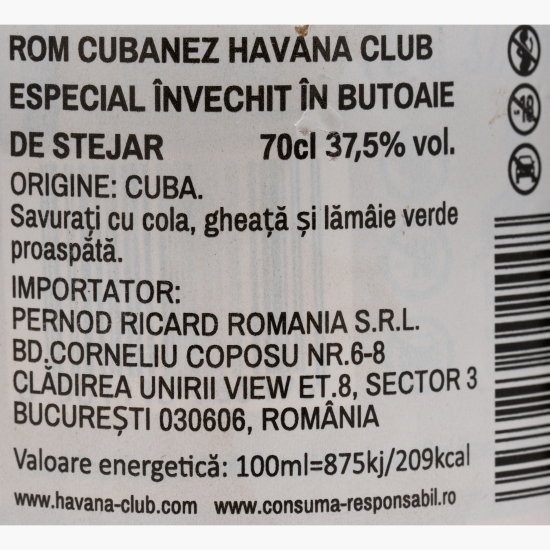 ROM CUBANEZ HAVANA CLUB
ESPECIAL ÎNVECHIT ÎN BUTOAIE
DE STEJAR 70cl 37,5% vol.
ORIGINE: CUBA.
Savurați cu cola, gheață și lămâie verde
proaspătă.
IMPORTATOR:
PERNOD RICARD ROMANIA S.R.L.
BD.CORNELIU COPOSU NR.6-8
CLĂDIREA UNIRII VIEW ET.8, SECTOR 3
BUCUREȘTI 030606, ROMÂNIA
Valoare energetică: 100ml=875kj/209kcal
www.havana-club.com www.consuma-responsabil.ro
-18